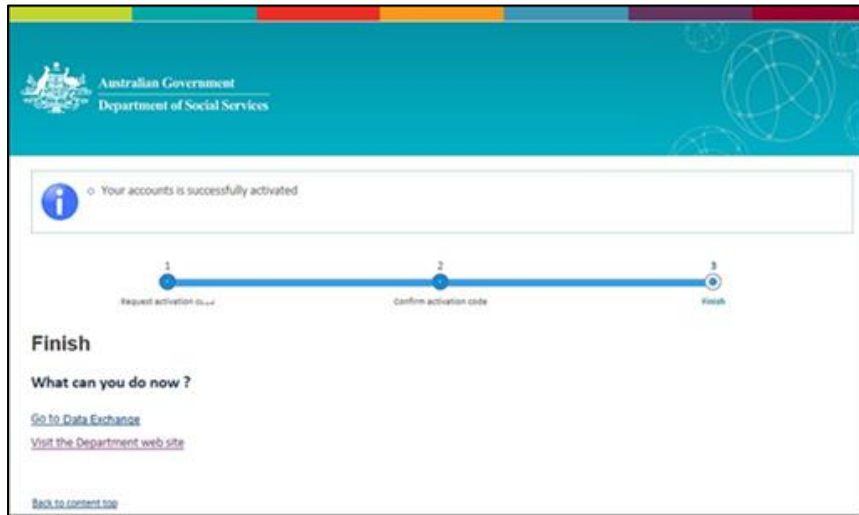 Australian Government
Department of Social Services
Your accounts is successfully activated
1
2
3
Request activation
Confirm activation code
Finish
Finish
What can you do now ?
Go to Data Exchange
Visit the Department web site
Back to content top